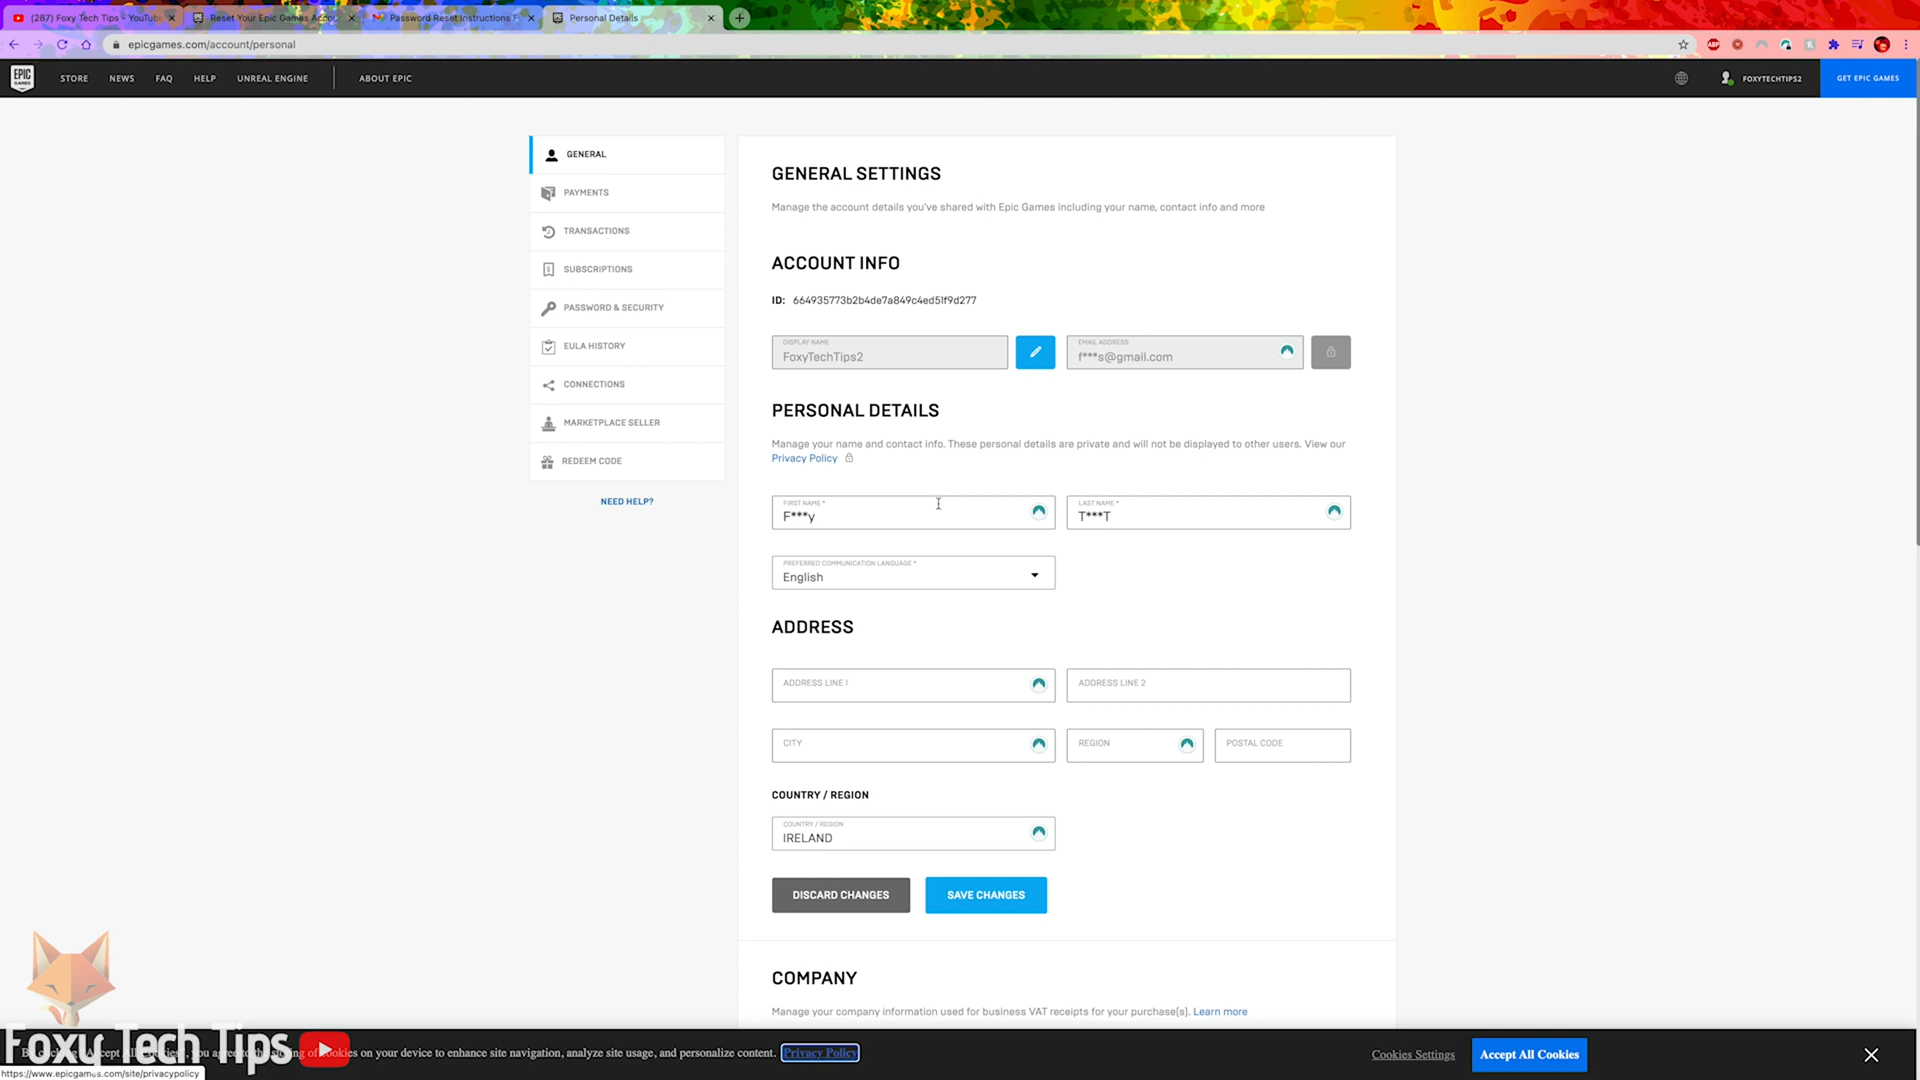 (287) Foxy Tech Tips - YouTub
Reset Your Epic Games Acco
Password Reset Instructions
Personal Details
epicgames.com/account/personal
EPIC GAMES
STORE
NEWS
FAQ
HELP
UNREAL ENGINE
ABOUT EPIC
FOXYTECHTIPS2
GET EPIC GAMES
GENERAL
PAYMENTS
TRANSACTIONS
SUBSCRIPTIONS
PASSWORD & SECURITY
EULA HISTORY
CONNECTIONS
MARKETPLACE SELLER
REDEEM CODE
NEED HELP?
GENERAL SETTINGS
Manage the account details you've shared with Epic Games including your name, contact info and more
ACCOUNT INFO
ID: 664935773b2b4de7a849c4ed51f9d277
DISPLAY NAME
FoxyTechTips2
EMAIL ADDRESS
f***s@gmail.com
PERSONAL DETAILS
Manage your name and contact info. These personal details are private and will not be displayed to other users. View our
Privacy Policy
FIRST NAME *
F***y
LAST NAME *
T***T
PREFERRED COMMUNICATION LANGUAGE *
English
ADDRESS
ADDRESS LINE 1
ADDRESS LINE 2
CITY
REGION
POSTAL CODE
COUNTRY / REGION
COUNTRY / REGION
IRELAND
DISCARD CHANGES
SAVE CHANGES
COMPANY
Manage your company information used for business VAT receipts for your purchase[s]. Learn more
Foxy Tech Tips
cookies on your device to enhance site navigation, analyze site usage, and personalize content. Privacy Policy
Cookies Settings
Accept All Cookies
https://www.epicgames.com/site/privacypolicy